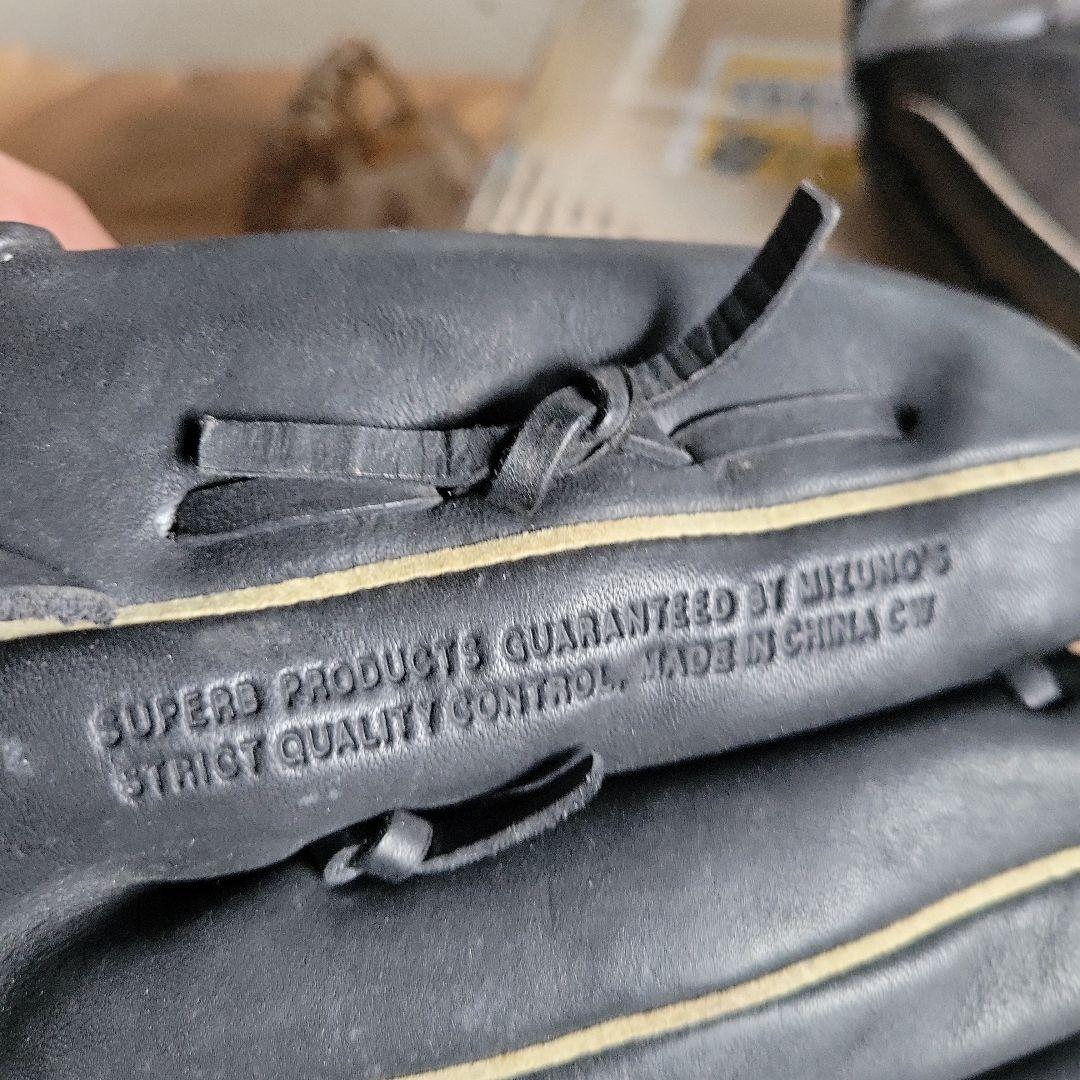 SUPERB PRODUCTS GUARANTEED BY MIZUNO'S
STRICT QUALITY CONTROL. MADE IN CHINA CW